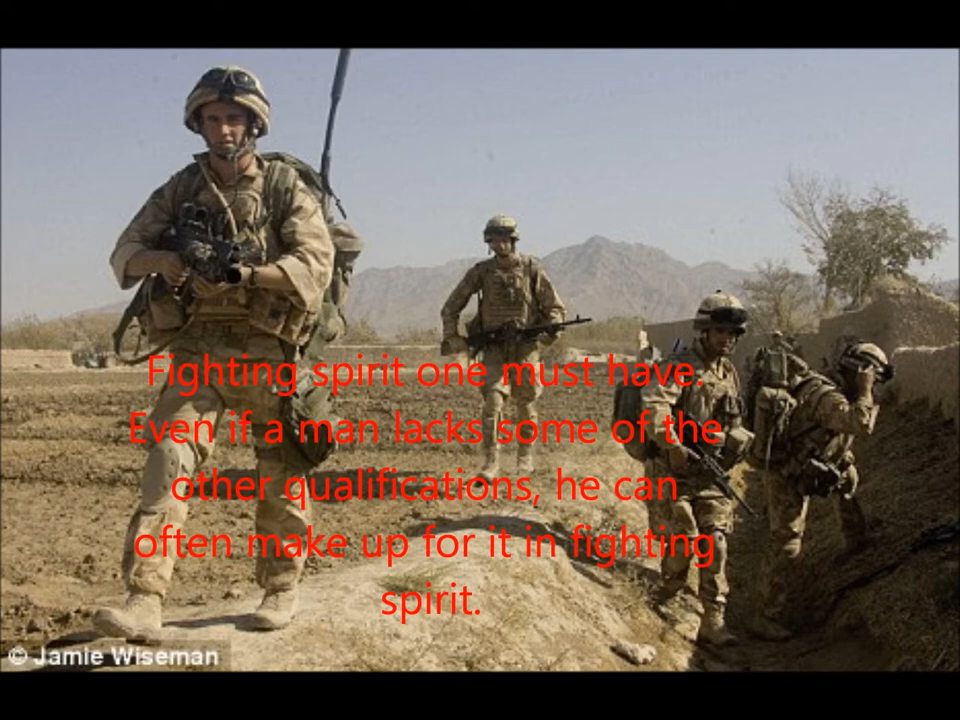 Fighting spirit one must have.
Even if a man lacks some of the
other qualifications, he can
often make up for it in fighting
spirit.
© Jamie Wiseman